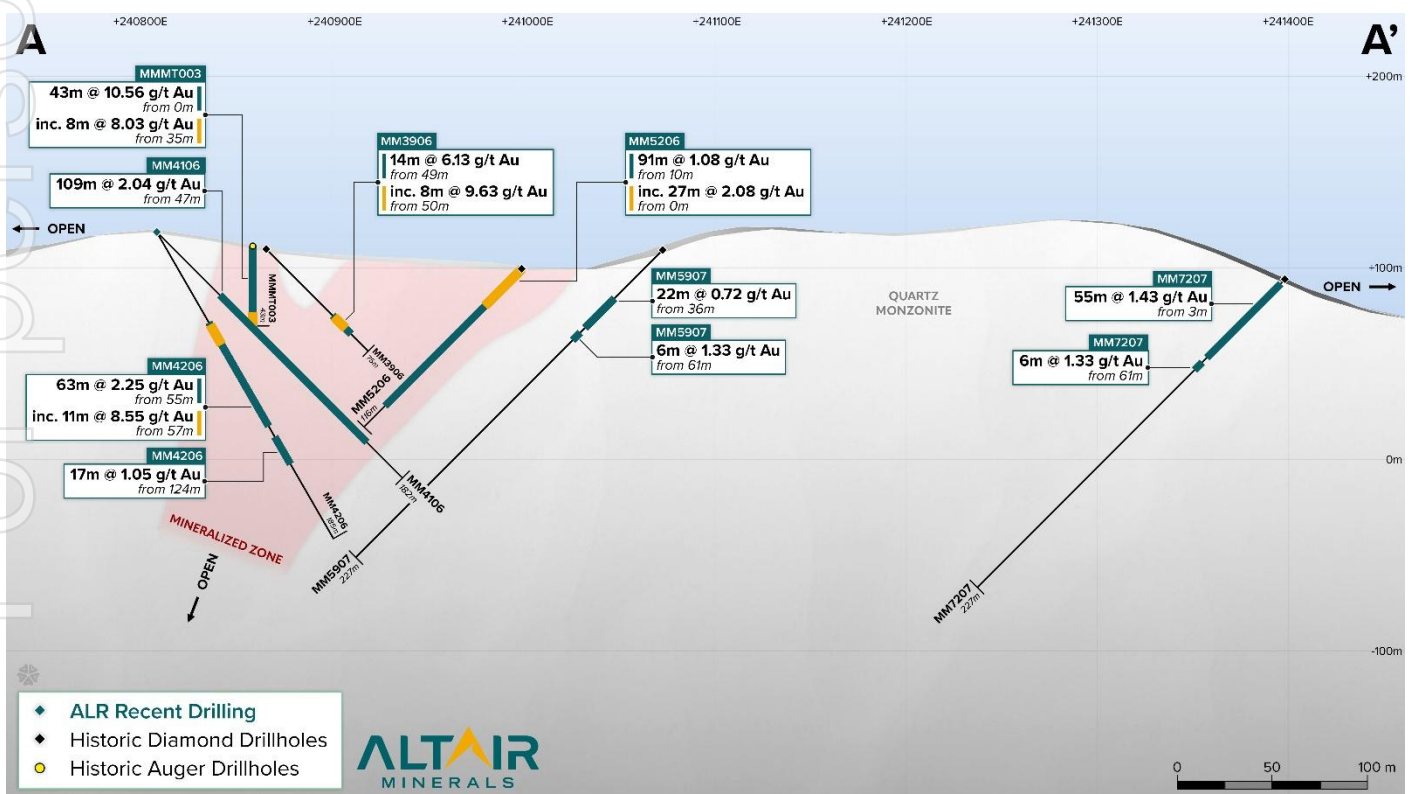 +240800E
+240900E
+241000E
+241100E
+241200E
+241300E
+241400E
A
A’
+200m
+100m
0m
-100m
MMMT003
43m @ 10.56 g/t Au
from 0m
inc. 8m @ 8.03 g/t Au
from 35m
MM4106
109m @ 2.04 g/t Au
from 47m
MM3906
14m @ 6.13 g/t Au
from 49m
inc. 8m @ 9.63 g/t Au
from 50m
MM5206
91m @ 1.08 g/t Au
from 10m
inc. 27m @ 2.08 g/t Au
from 0m
OPEN
MM5907
22m @ 0.72 g/t Au
from 36m
MM5907
6m @ 1.33 g/t Au
from 61m
QUARTZ
MONZONITE
MM7207
55m @ 1.43 g/t Au
from 3m
MM7207
6m @ 1.33 g/t Au
from 61m
OPEN
MMMT003
43m
MM3906
75m
MM5206
116m
MM4206
63m @ 2.25 g/t Au
from 55m
inc. 11m @ 8.55 g/t Au
from 57m
MM4206
17m @ 1.05 g/t Au
from 124m
MM4106
182m
MM4206
185m
MINERALIZED ZONE
OPEN
MM5907
227m
MM7207
227m
ALR Recent Drilling
Historic Diamond Drillholes
Historic Auger Drillholes
ALTAIR
MINERALS
0
50
100 m